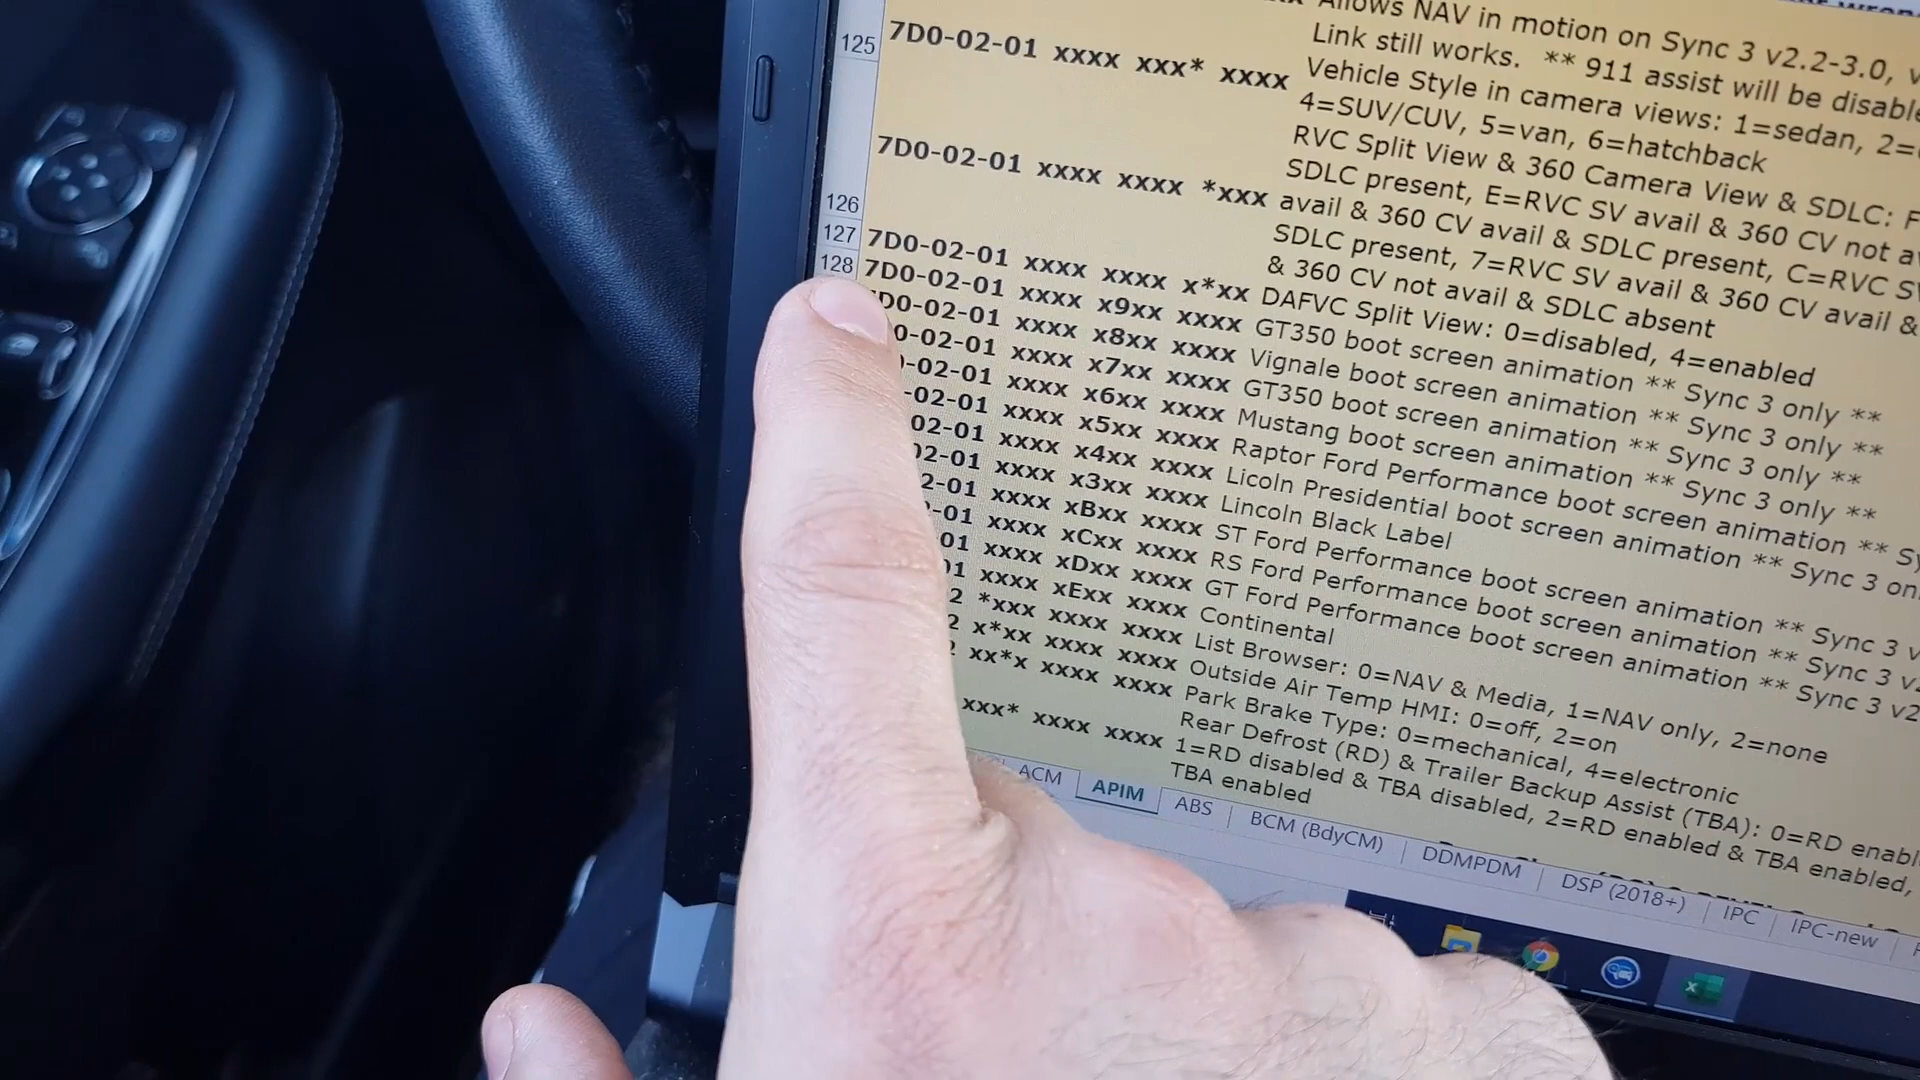 Allows NAV in motion on Sync 3 v2.2-3.0,
Link still works. ** 911 assist will be
125 7D0-02-01 xxxx xxx* xxxx Vehicle Style in camera views: 1=sedan, 2=
4=SUV/CUV, 5=van, 6=hatchback
RVC Split View & 360 Camera View & SDLC:
SDLC present, E=RVC SV avail & 360 CV not
126 7D0-02-01 xxxx xxxx *xxx avail & 360 CV avail & SDLC present, C=RVC
SDLC present, 7=RVC SV avail & 360 CV avail &
& 360 CV not avail & SDLC absent
127 7D0-02-01 xxxx xxxx x*xx DAFVC Split View: 0=disabled, 4=enabled
128 7D0-02-01 xxxx x9xx xxxx GT350 boot screen animation ** Sync 3 only **
7D0-02-01 xxxx x8xx xxxx Vignale boot screen animation ** Sync 3 only **
0-02-01 xxxx x7xx xxxx GT350 boot screen animation ** Sync 3 only **
-02-01 xxxx x6xx xxxx Mustang boot screen animation ** Sync 3 only **
-02-01 xxxx x5xx xxxx Raptor Ford Performance boot screen animation **
02-01 xxxx x4xx xxxx Licoln Presidential boot screen animation ** Sync 3
02-01 xxxx x3xx xxxx Lincoln Black Label
2-01 xxxx xBxx xxxx ST Ford Performance boot screen animation ** Sync 3
-01 xxxx xCxx xxxx RS Ford Performance boot screen animation ** Sync 3
01 xxxx xDxx xxxx GT Ford Performance boot screen animation ** Sync 3 v2
01 xxxx xExx xxxx Continental
2 *xxx xxxx xxxx List Browser: 0=NAV & Media, 1=NAV only, 2=none
2 x*xx xxxx xxxx Outside Air Temp HMI: 0=off, 2=on
2 xx*x xxxx xxxx Park Brake Type: 0=mechanical, 4=electronic
Rear Defrost (RD) & Trailer Backup Assist (TBA): 0=RD
xxx* xxxx xxxx 1=RD disabled & TBA disabled, 2=RD enabled & TBA enabled,
TBA enabled
ACM APIM ABS BCM (BdyCM) DDMPDM DSP (2018+) IPC IPC-new